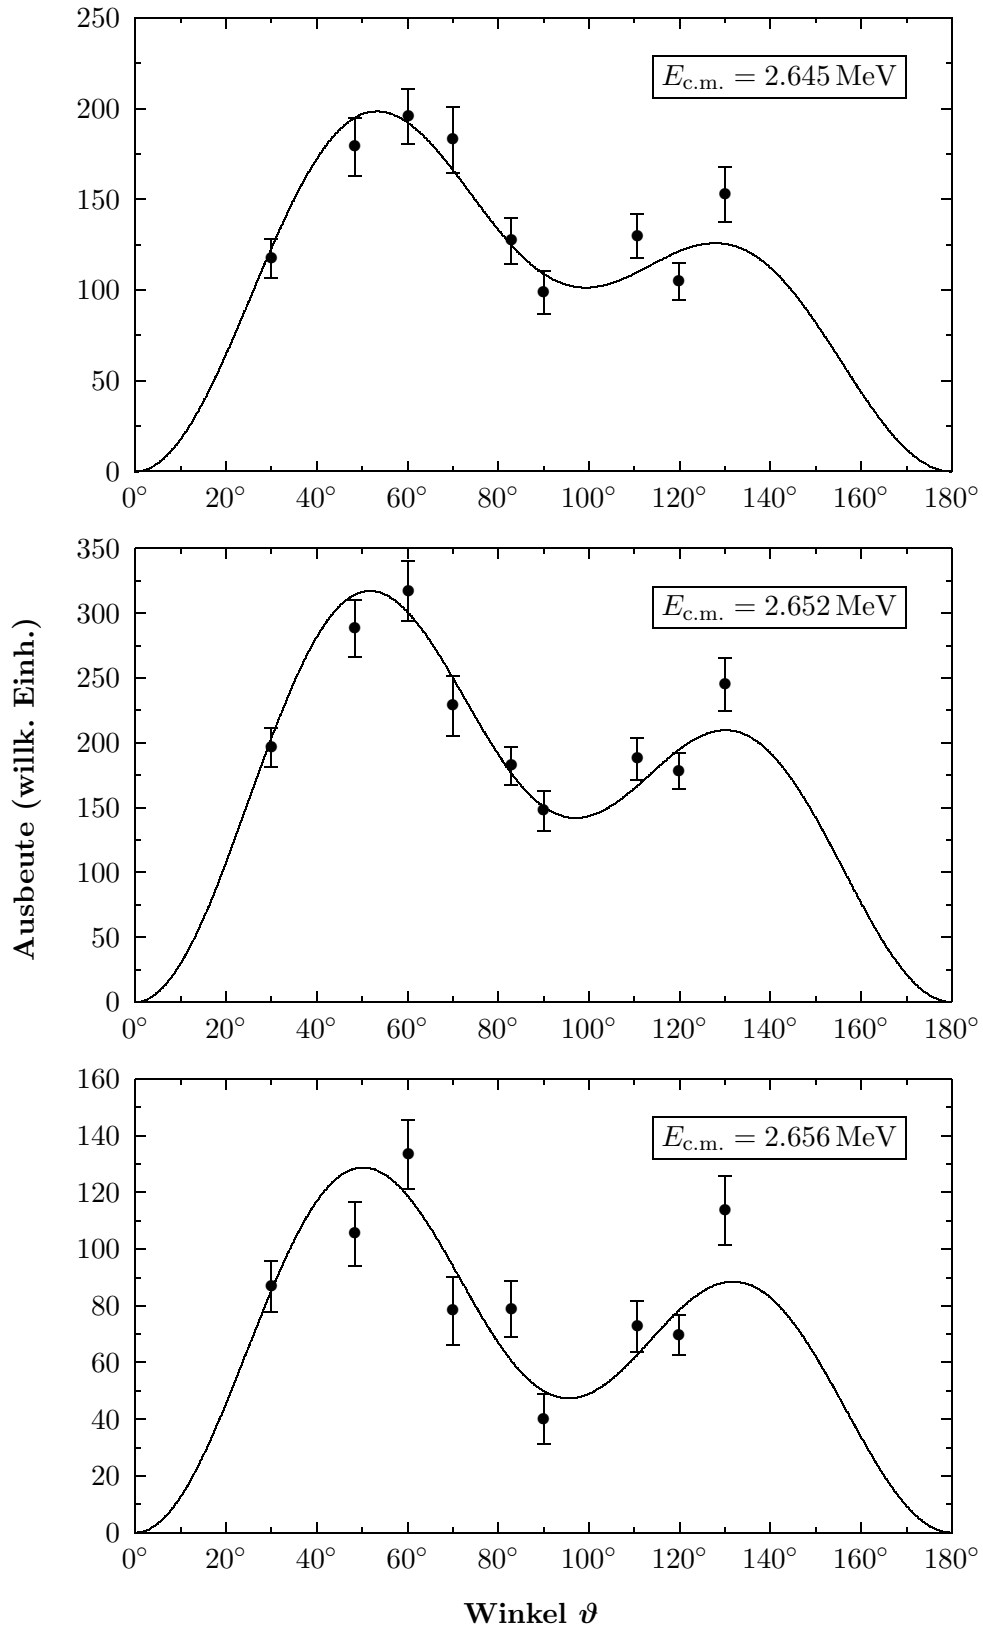 250
200
150
100
50
0
E_c.m. = 2.645 MeV
0° 20° 40° 60° 80° 100° 120° 140° 160° 180°
350
300
250
200
150
100
50
0
E_c.m. = 2.652 MeV
0° 20° 40° 60° 80° 100° 120° 140° 160° 180°
Ausbeute (willk. Einh.)
160
140
120
100
80
60
40
20
0
E_c.m. = 2.656 MeV
0° 20° 40° 60° 80° 100° 120° 140° 160° 180°
Winkel ϑ